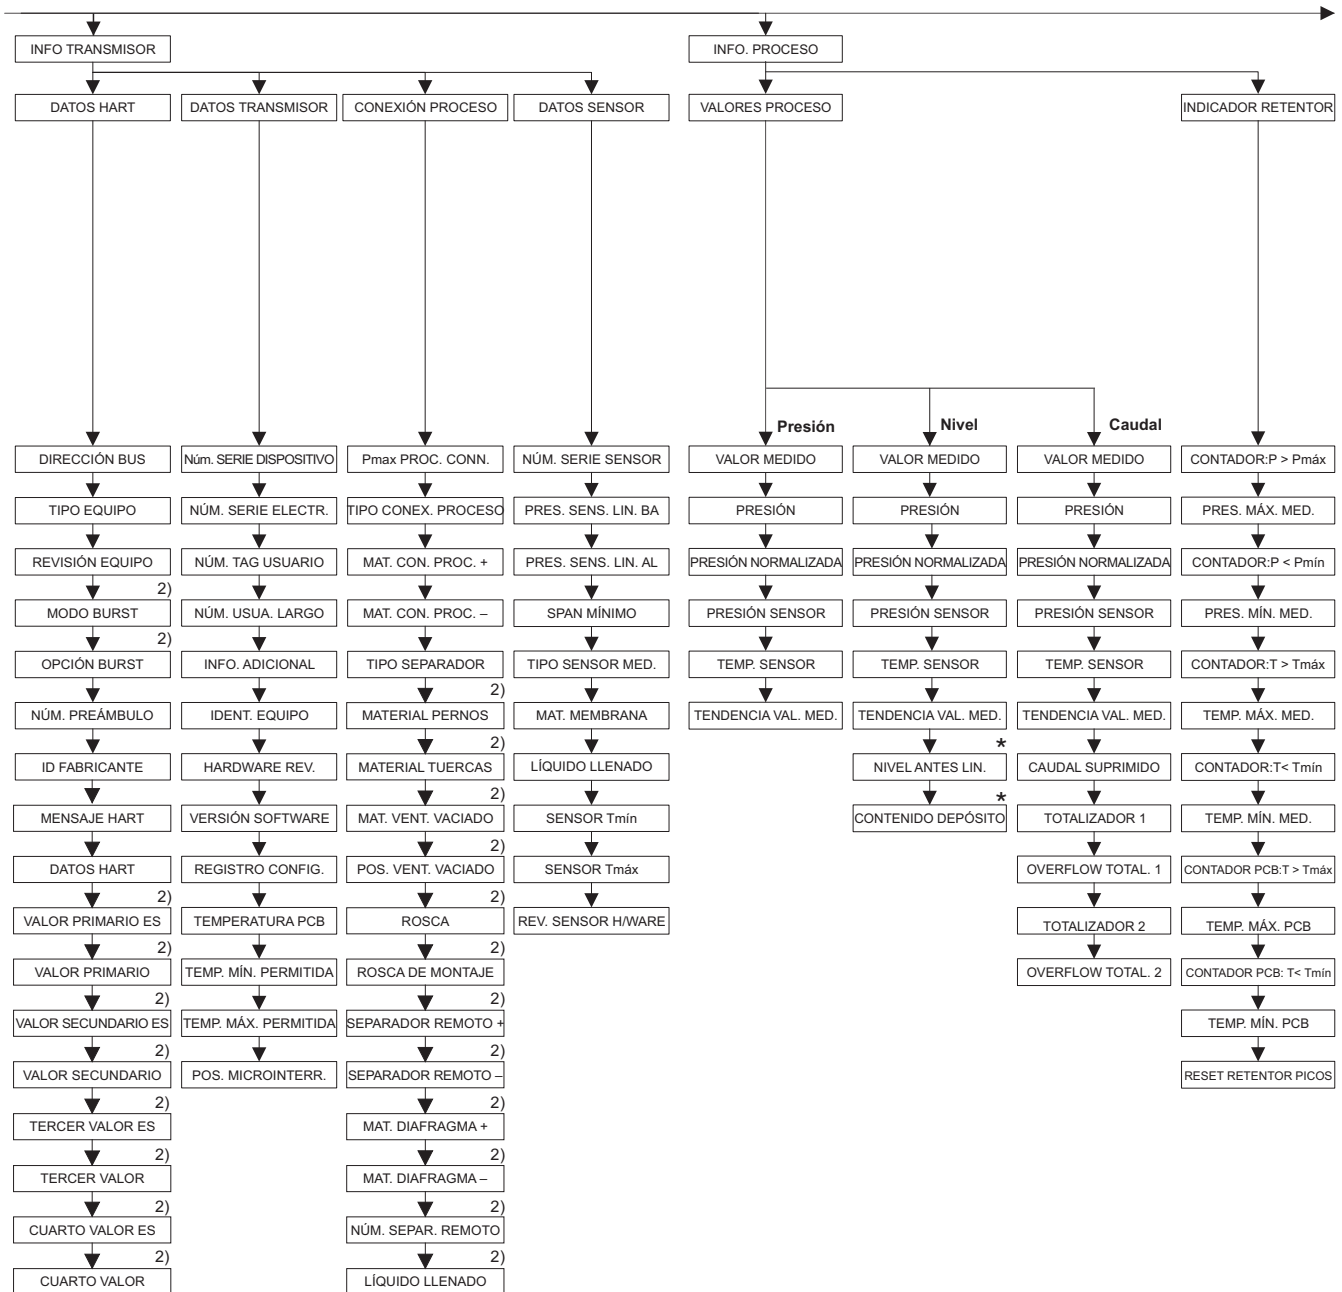 INFO TRANSMISOR
INFO. PROCESO
DATOS HART
DATOS TRANSMISOR
CONEXIÓN PROCESO
DATOS SENSOR
VALORES PROCESO
INDICADOR RETENTOR
DIRECCIÓN BUS
TIPO EQUIPO
REVISIÓN EQUIPO
2)
MODO BURST
2)
OPCIÓN BURST
NÚM. PREÁMBULO
ID FABRICANTE
MENSAJE HART
DATOS HART
2)
VALOR PRIMARIO ES
2)
VALOR PRIMARIO
2)
VALOR SECUNDARIO ES
2)
VALOR SECUNDARIO
2)
TERCER VALOR ES
2)
TERCER VALOR
2)
CUARTO VALOR ES
2)
CUARTO VALOR
Núm. SERIE DISPOSITIVO
NÚM. SERIE ELECTR.
NÚM. TAG USUARIO
NÚM. USUA. LARGO
INFO. ADICIONAL
IDENT. EQUIPO
HARDWARE REV.
VERSIÓN SOFTWARE
REGISTRO CONFIG.
TEMPERATURA PCB
TEMP. MÍN. PERMITIDA
TEMP. MÁX. PERMITIDA
POS. MICROINTERR.
Pmax PROC. CONN.
TIPO CONEX. PROCESO
MAT. CON. PROC. +
MAT. CON. PROC. –
TIPO SEPARADOR
2)
MATERIAL PERNOS
2)
MATERIAL TUERCAS
2)
MAT. VENT. VACIADO
2)
POS. VENT. VACIADO
2)
ROSCA
2)
ROSCA DE MONTAJE
2)
SEPARADOR REMOTO +
2)
SEPARADOR REMOTO –
2)
MAT. DIAFRAGMA +
2)
MAT. DIAFRAGMA –
2)
NÚM. SEPAR. REMOTO
2)
LÍQUIDO LLENADO
NÚM. SERIE SENSOR
PRES. SENS. LIN. BA
PRES. SENS. LIN. AL
SPAN MÍNIMO
TIPO SENSOR MED.
MAT. MEMBRANA
LÍQUIDO LLENADO
SENSOR Tmín
SENSOR Tmáx
REV. SENSOR H/WARE
Presión
VALOR MEDIDO
PRESIÓN
PRESIÓN NORMALIZADA
PRESIÓN SENSOR
TEMP. SENSOR
TENDENCIA VAL. MED.
Nivel
VALOR MEDIDO
PRESIÓN
PRESIÓN NORMALIZADA
PRESIÓN SENSOR
TEMP. SENSOR
TENDENCIA VAL. MED.
*
NIVEL ANTES LIN.
*
CONTENIDO DEPÓSITO
Caudal
VALOR MEDIDO
PRESIÓN
PRESIÓN NORMALIZADA
PRESIÓN SENSOR
TEMP. SENSOR
TENDENCIA VAL. MED.
CAUDAL SUPRIMIDO
TOTALIZADOR 1
OVERFLOW TOTAL. 1
TOTALIZADOR 2
OVERFLOW TOTAL. 2
CONTADOR:P > Pmáx
PRES. MÁX. MED.
CONTADOR:P < Pmín
PRES. MÍN. MED.
CONTADOR:T > Tmáx
TEMP. MÁX. MED.
CONTADOR:T< Tmín
TEMP. MÍN. MED.
CONTADOR PCB:T > Tmáx
TEMP. MÁX. PCB
CONTADOR PCB: T< Tmín
TEMP. MÍN. PCB
RESET RETENTOR PICOS